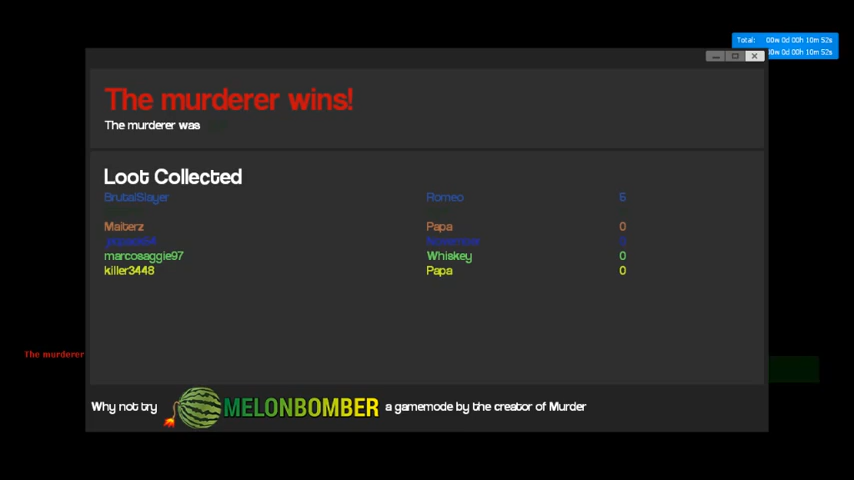 Total: 00w 0d 00h 10m 52s
00w 0d 00h 10m 52s
The murderer wins!
The murderer was
Loot Collected
BrutalSlayer Romeo 5
Maiterz Papa 0
marcosaggie97 Whiskey 0
killer3448 Papa 0
The murderer
Why not try MELONBOMBER a gamemode by the creator of Murder